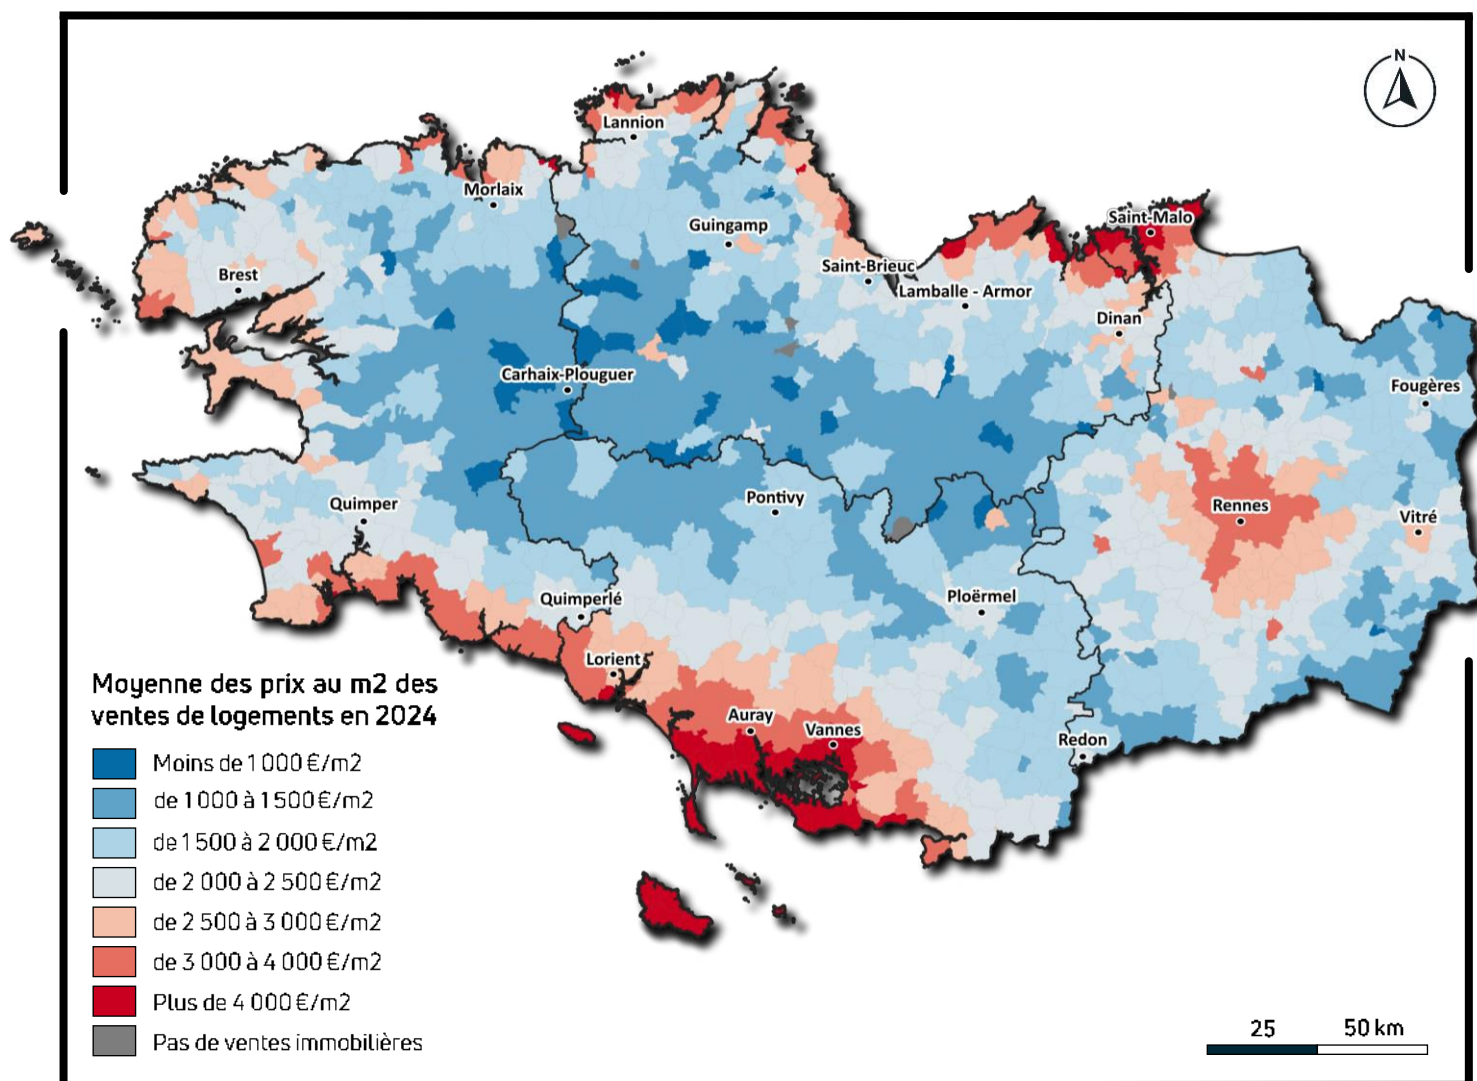 N
Lannion
Morlaix
Saint-Malo
Guingamp
Brest
Saint-Brieuc
Lamballe - Armor
Dinan
Carhaix-Plouguer
Fougères
Quimper
Pontivy
Rennes
Vitré
Quimperlé
Ploërmel
Lorient
Auray
Vannes
Redon
Moyenne des prix au m2 des
ventes de logements en 2024
Moins de 1 000 €/m2
de 1 000 à 1 500 €/m2
de 1 500 à 2 000 €/m2
de 2 000 à 2 500 €/m2
de 2 500 à 3 000 €/m2
de 3 000 à 4 000 €/m2
Plus de 4 000 €/m2
Pas de ventes immobilières
25 50 km